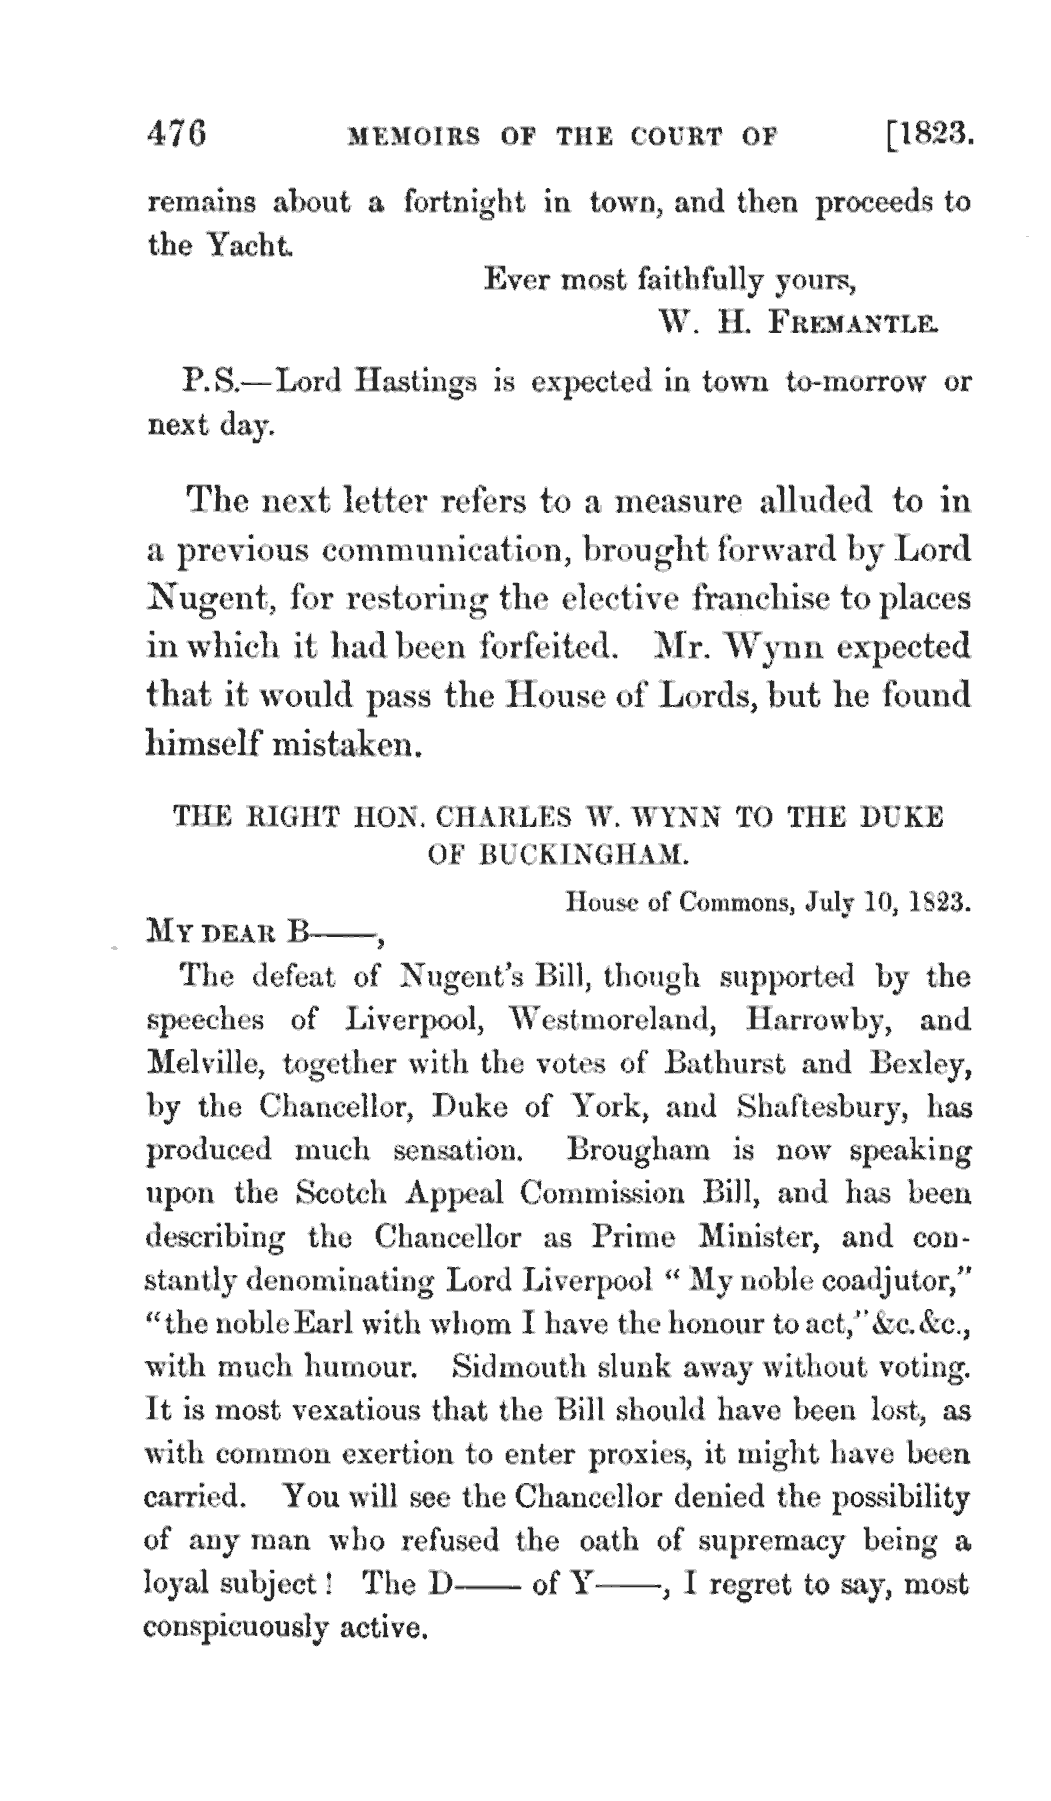 476 MEMOIRS OF THE COURT OF [1823.
remains about a fortnight in town, and then proceeds to
the Yacht.
Ever most faithfully yours,
W. H. FREMANTLE.
P.S.—Lord Hastings is expected in town to-morrow or
next day.
The next letter refers to a measure alluded to in
a previous communication, brought forward by Lord
Nugent, for restoring the elective franchise to places
in which it had been forfeited. Mr. Wynn expected
that it would pass the House of Lords, but he found
himself mistaken.
THE RIGHT HON. CHARLES W. WYNN TO THE DUKE
OF BUCKINGHAM.
House of Commons, July 10, 1823.
MY DEAR B——,
The defeat of Nugent's Bill, though supported by the
speeches of Liverpool, Westmoreland, Harrowby, and
Melville, together with the votes of Bathurst and Bexley,
by the Chancellor, Duke of York, and Shaftesbury, has
produced much sensation. Brougham is now speaking
upon the Scotch Appeal Commission Bill, and has been
describing the Chancellor as Prime Minister, and con-
stantly denominating Lord Liverpool "My noble coadjutor,"
"the noble Earl with whom I have the honour to act," &c. &c.,
with much humour. Sidmouth slunk away without voting.
It is most vexatious that the Bill should have been lost, as
with common exertion to enter proxies, it might have been
carried. You will see the Chancellor denied the possibility
of any man who refused the oath of supremacy being a
loyal subject! The D—— of Y——, I regret to say, most
conspicuously active.